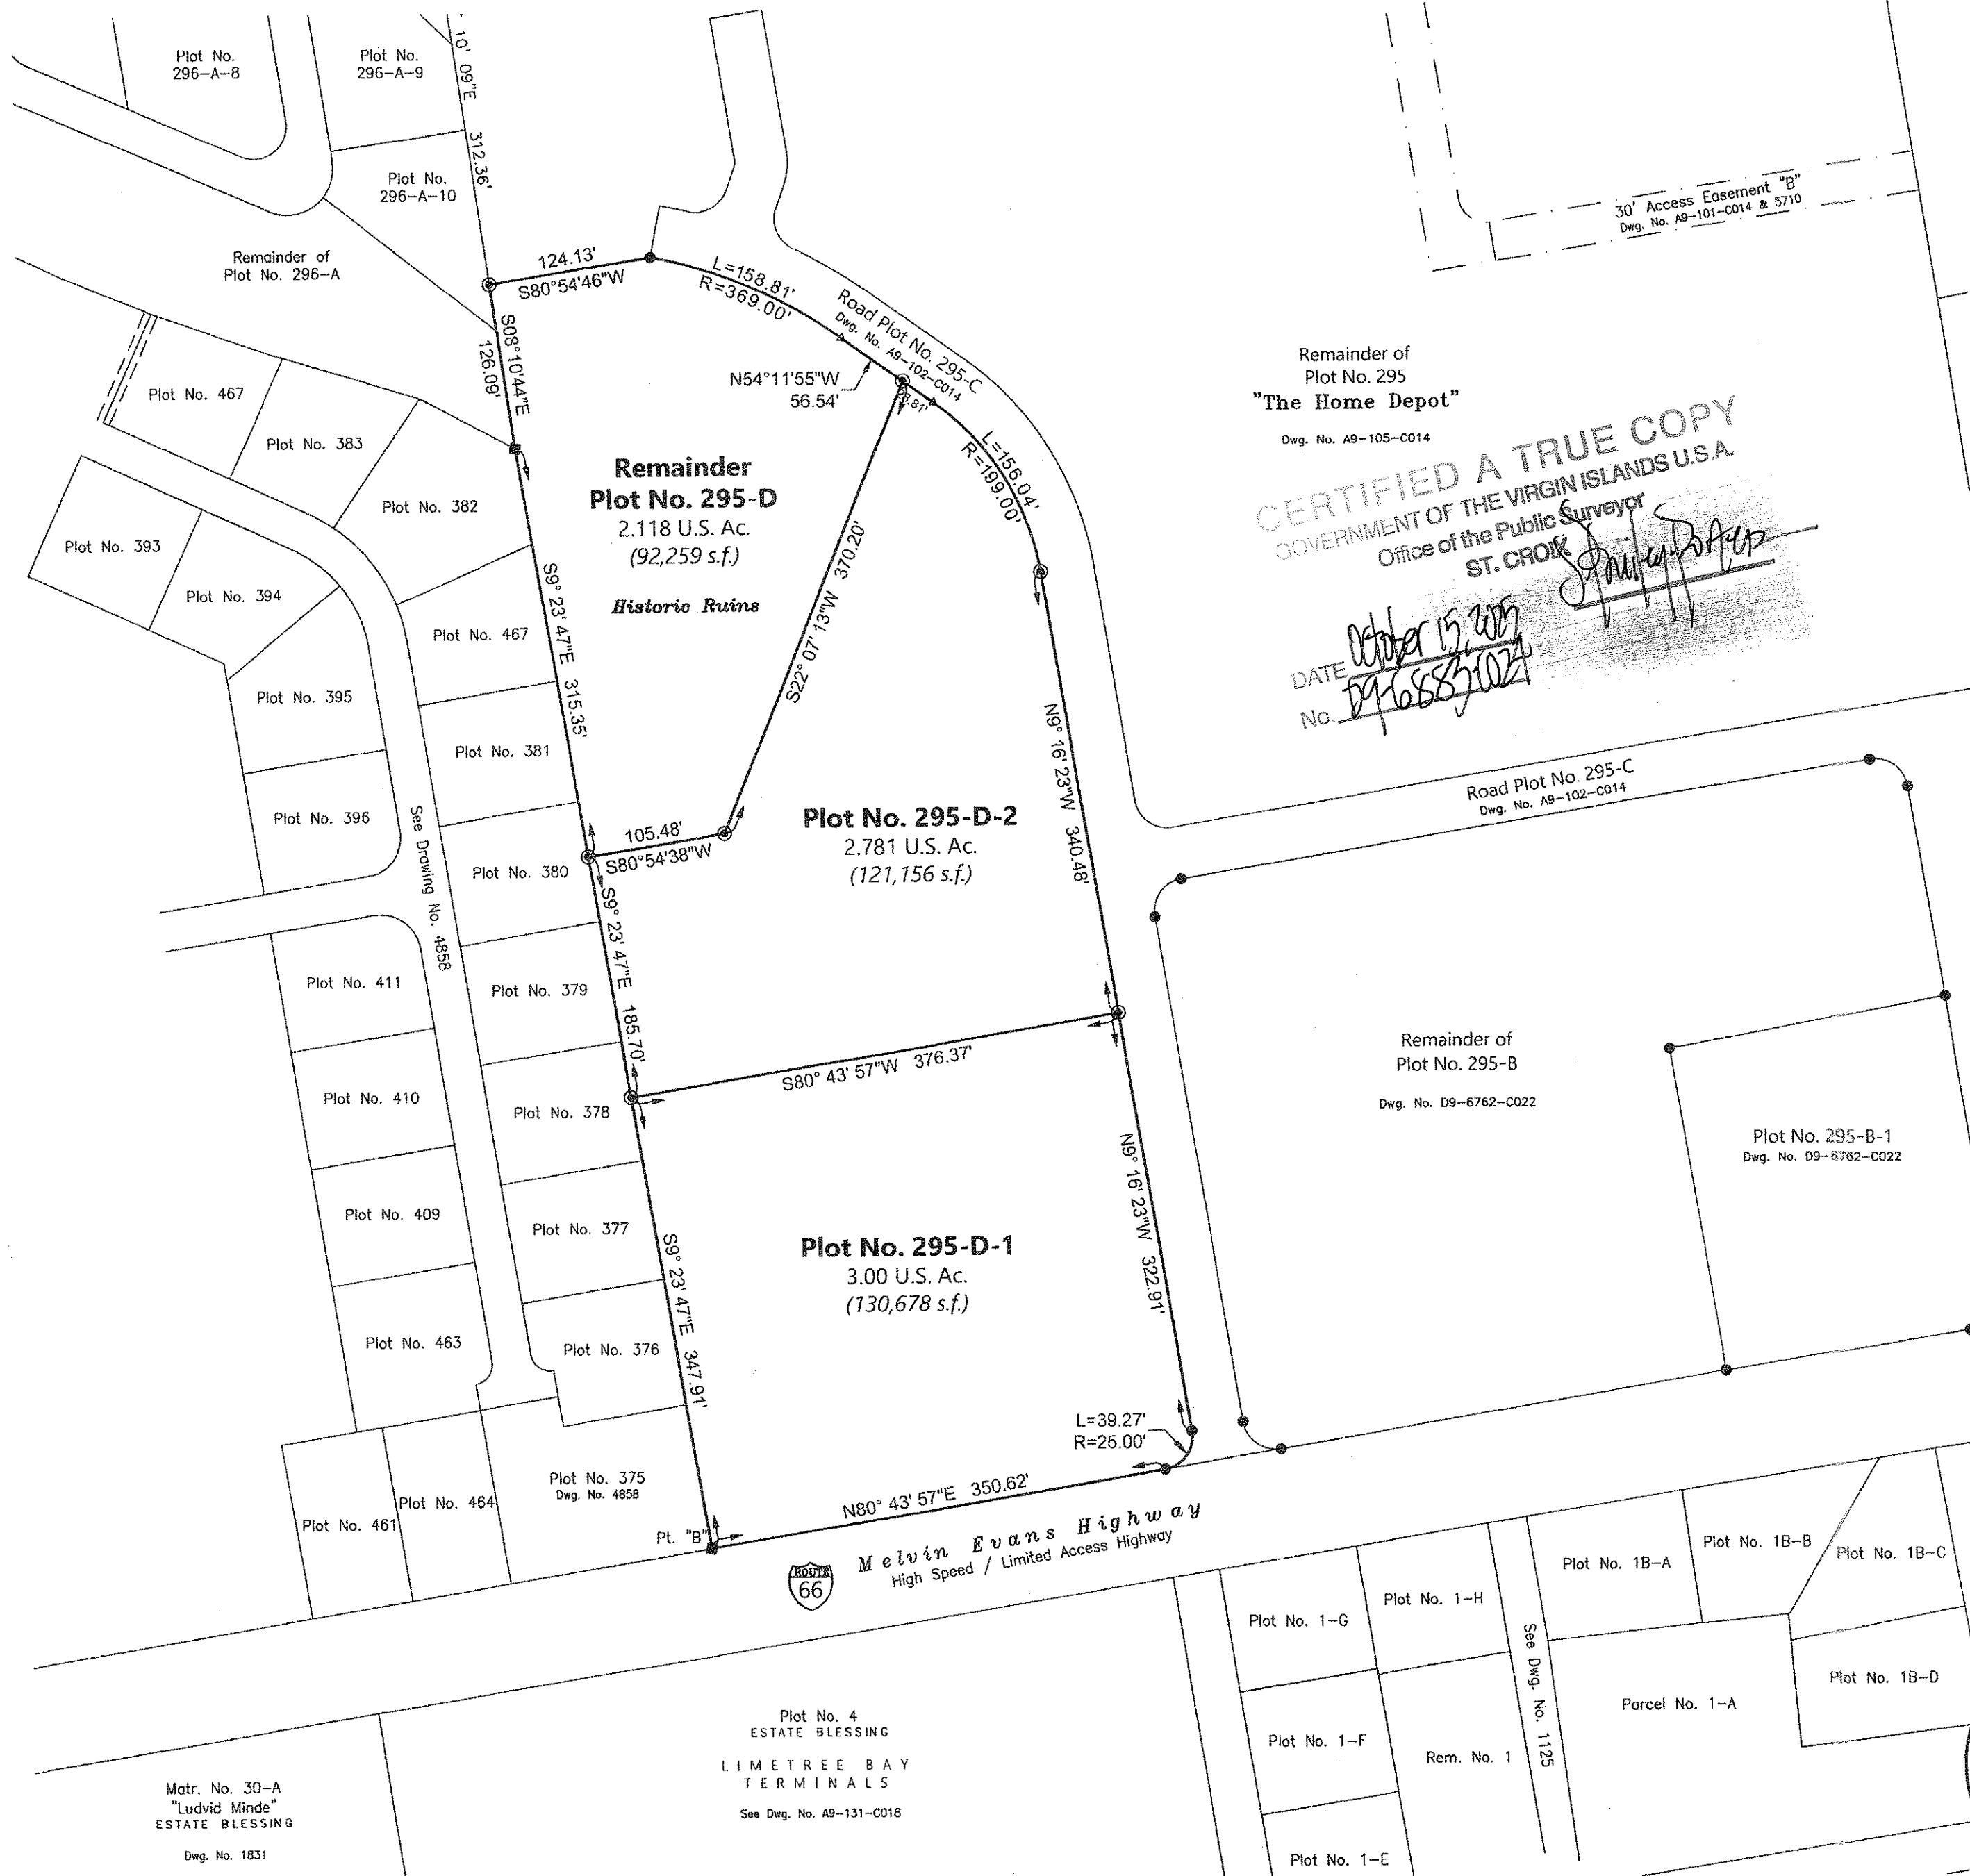 Plot No.
296-A-8
Plot No.
296-A-9
10' 09"E 312.36'
Plot No.
296-A-10
Remainder of
Plot No. 296-A
124.13'
S80°54'46"W
L=158.81'
R=369.00'
Road Plot No. 295-C
Dwg. No. A9-102-C014
30' Access Easement "B"
Dwg. No. A9-101-C014 & 5710
S08°10'44"E
126.09'
N54°11'55"W
56.54'
L=156.04'
R=199.00'
Remainder of
Plot No. 295
"The Home Depot"
Dwg. No. A9-105-C014
CERTIFIED A TRUE COPY
GOVERNMENT OF THE VIRGIN ISLANDS U.S.A.
Office of the Public Surveyor
ST. CROIX
DATE October 15, 2025
No. D9-6883-C024
Plot No. 467
Plot No. 383
Plot No. 382
Plot No. 393
Plot No. 394
Plot No. 467
Plot No. 395
Plot No. 381
Plot No. 396
Plot No. 380
See Drawing No. 4858
Remainder
Plot No. 295-D
2.118 U.S. Ac.
(92,259 s.f.)
Historic Ruins
S9° 23' 47"E 315.35'
S22° 07' 13"W 370.20'
N9° 16' 23"W 340.48'
105.48'
S80°54'38"W
Plot No. 295-D-2
2.781 U.S. Ac.
(121,156 s.f.)
Road Plot No. 295-C
Dwg. No. A9-102-C014
S9° 23' 47"E 185.70'
Plot No. 411
Plot No. 379
Plot No. 410
Plot No. 378
Plot No. 409
Plot No. 377
Plot No. 463
Plot No. 376
S80° 43' 57"W 376.37'
Remainder of
Plot No. 295-B
Dwg. No. D9-6762-C022
Plot No. 295-B-1
Dwg. No. D9-6762-C022
N9° 16' 23"W 322.91'
Plot No. 295-D-1
3.00 U.S. Ac.
(130,678 s.f.)
S9° 23' 47"E 347.91'
L=39.27'
R=25.00'
Plot No. 461
Plot No. 464
Plot No. 375
Dwg. No. 4858
Pt. "B"
N80° 43' 57"E 350.62'
ROUTE
66
Melvin Evans Highway
High Speed / Limited Access Highway
Plot No. 1-G
Plot No. 1-H
Plot No. 1B-A
Plot No. 1B-B
Plot No. 1B-C
See Dwg. No. 1125
Plot No. 1-F
Rem. No. 1
Parcel No. 1-A
Plot No. 1B-D
Plot No. 1-E
Plot No. 4
ESTATE BLESSING
LIMETREE BAY
TERMINALS
See Dwg. No. A9-131-C018
Matr. No. 30-A
"Ludvid Minde"
ESTATE BLESSING
Dwg. No. 1831